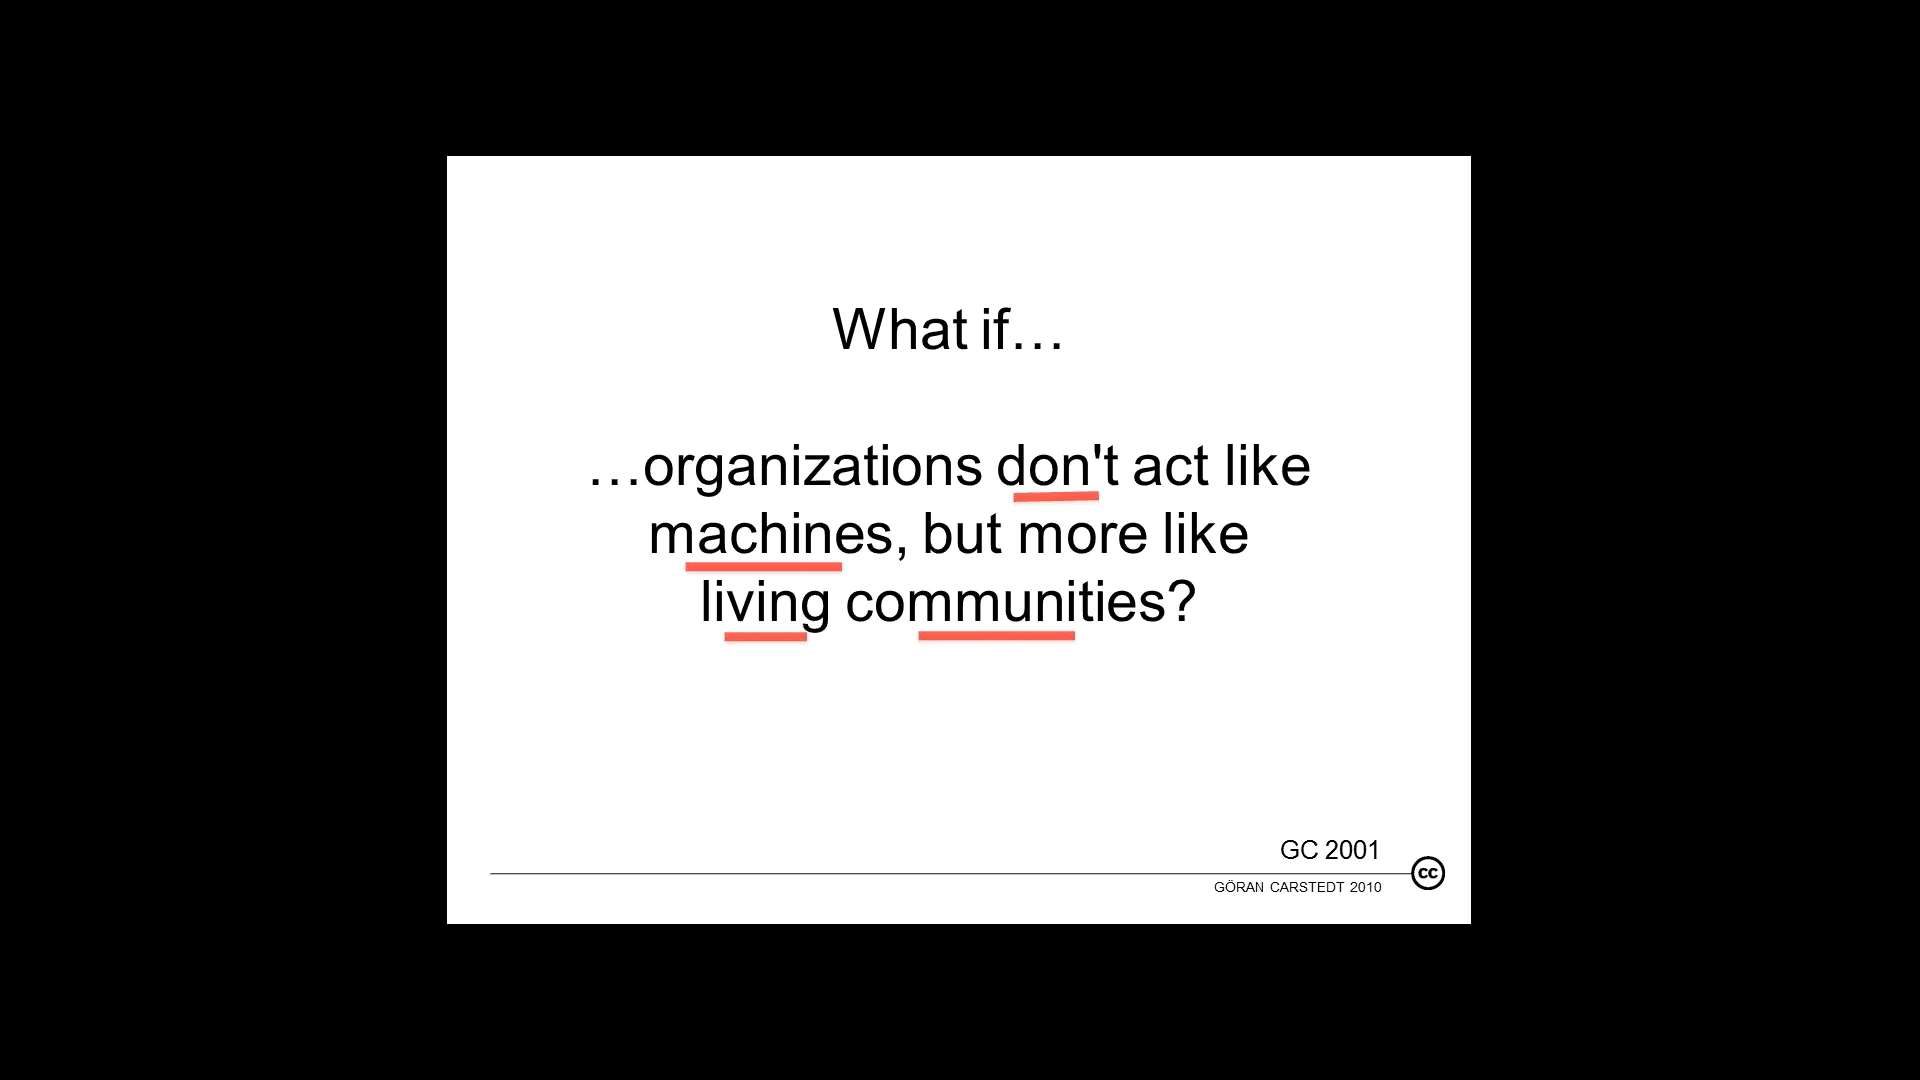 What if…
…organizations don't act like
machines, but more like
living communities?
GC 2001
cc
GÖRAN CARSTEDT 2010